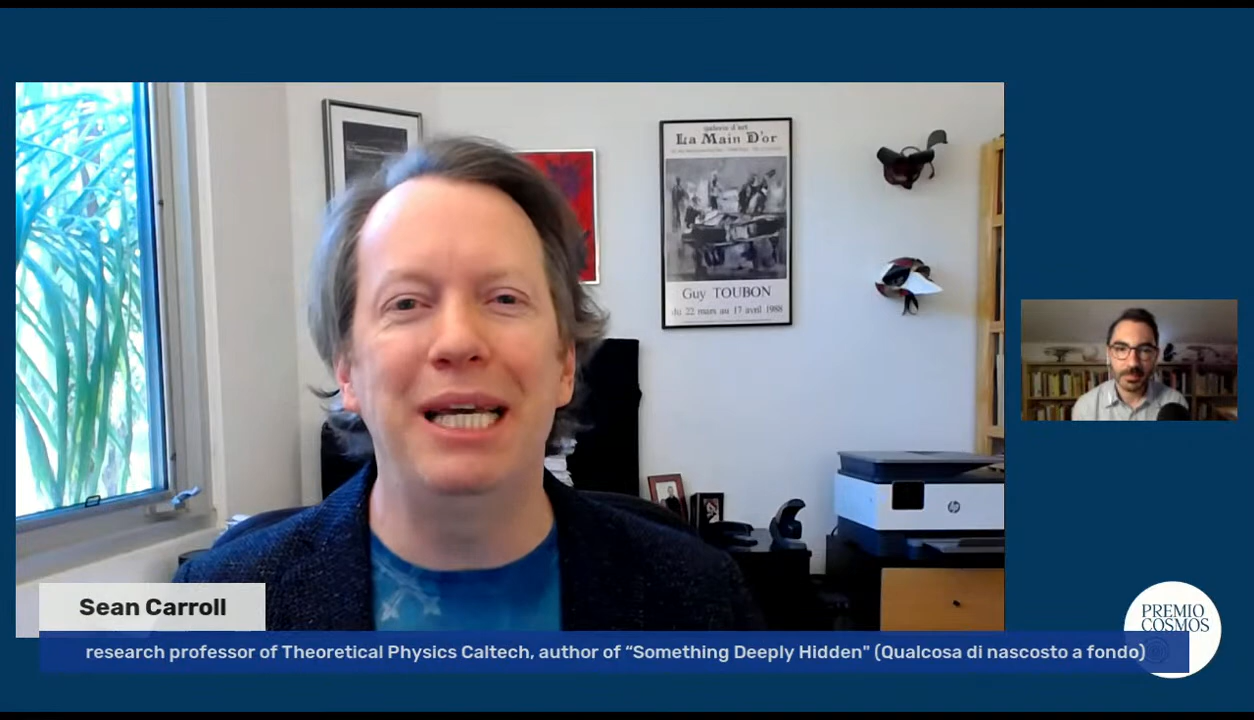 galerie d'art
La Main D'or
Guy TOUBON
du 22 mars au 17 avril 1988
hp
Sean Carroll
PREMIO
COSMOS
research professor of Theoretical Physics Caltech, author of “Something Deeply Hidden" (Qualcosa di nascosto a fondo)